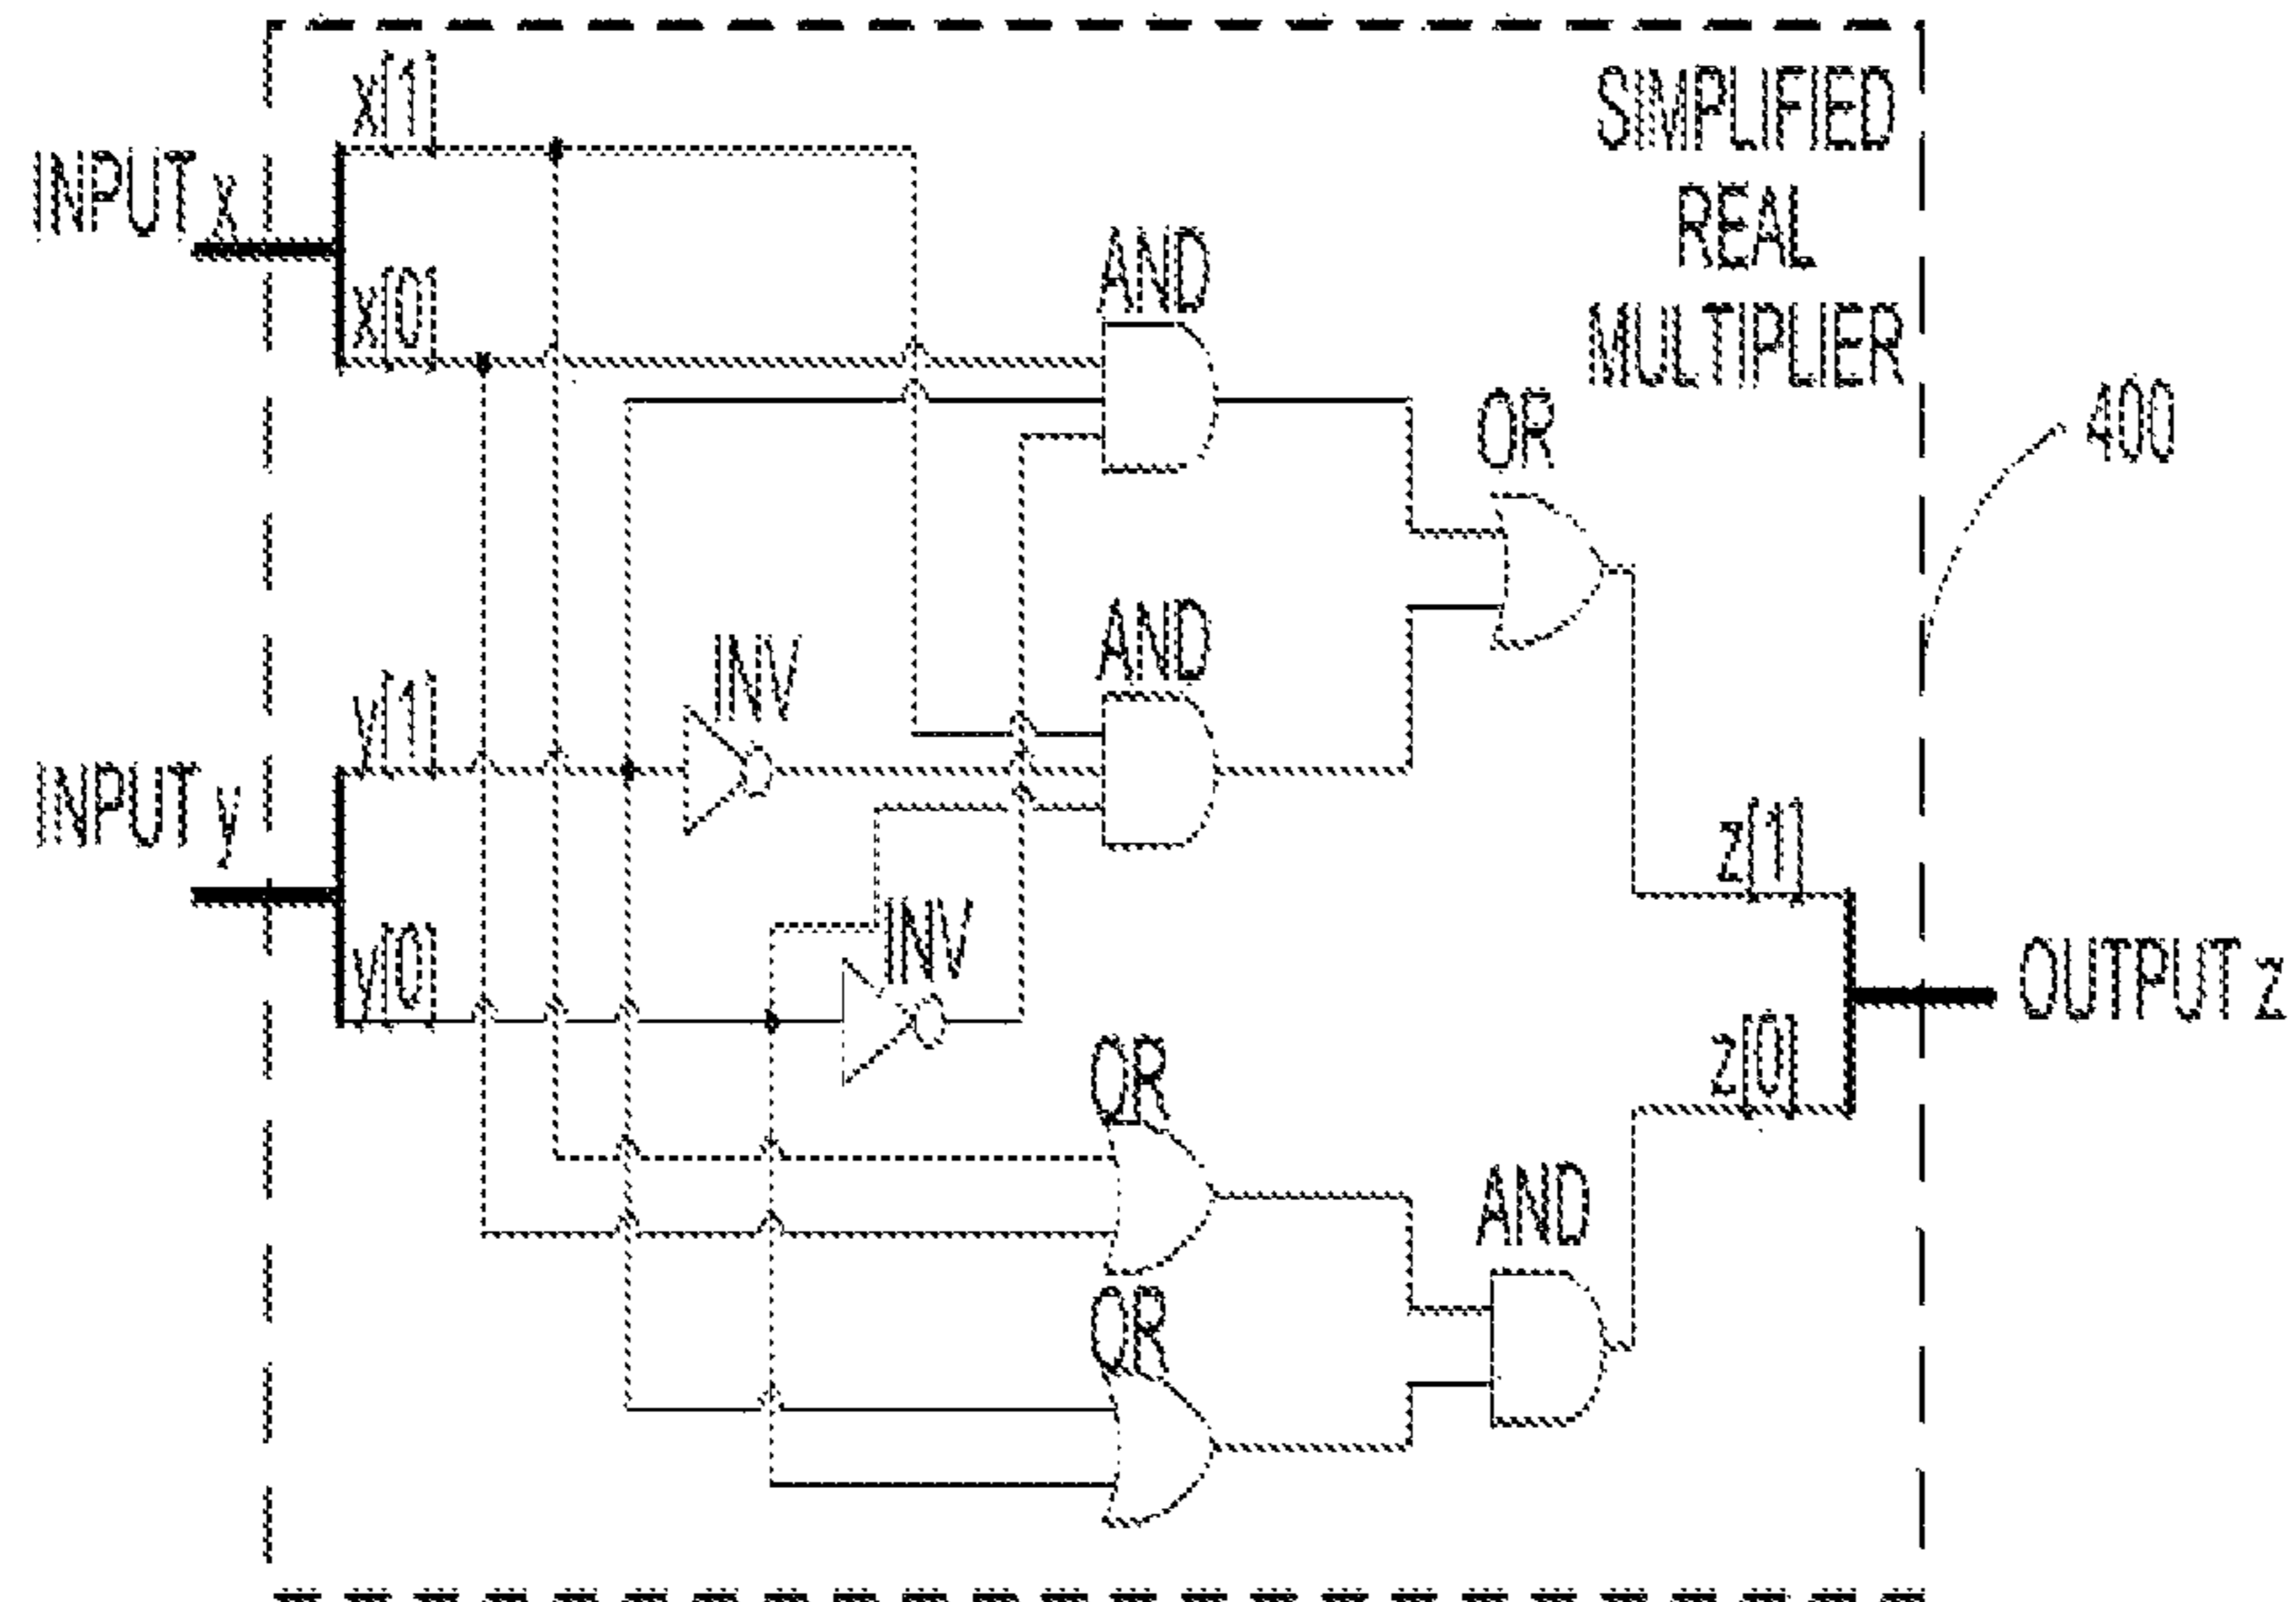 x[1]
SIMPLIFIED
REAL
MULTIPLIER
INPUT x
x[0]
AND
OR
400
AND
INV
y[1]
INPUT y
z[1]
INV
y[0]
OUTPUT z
z[0]
OR
AND
OR